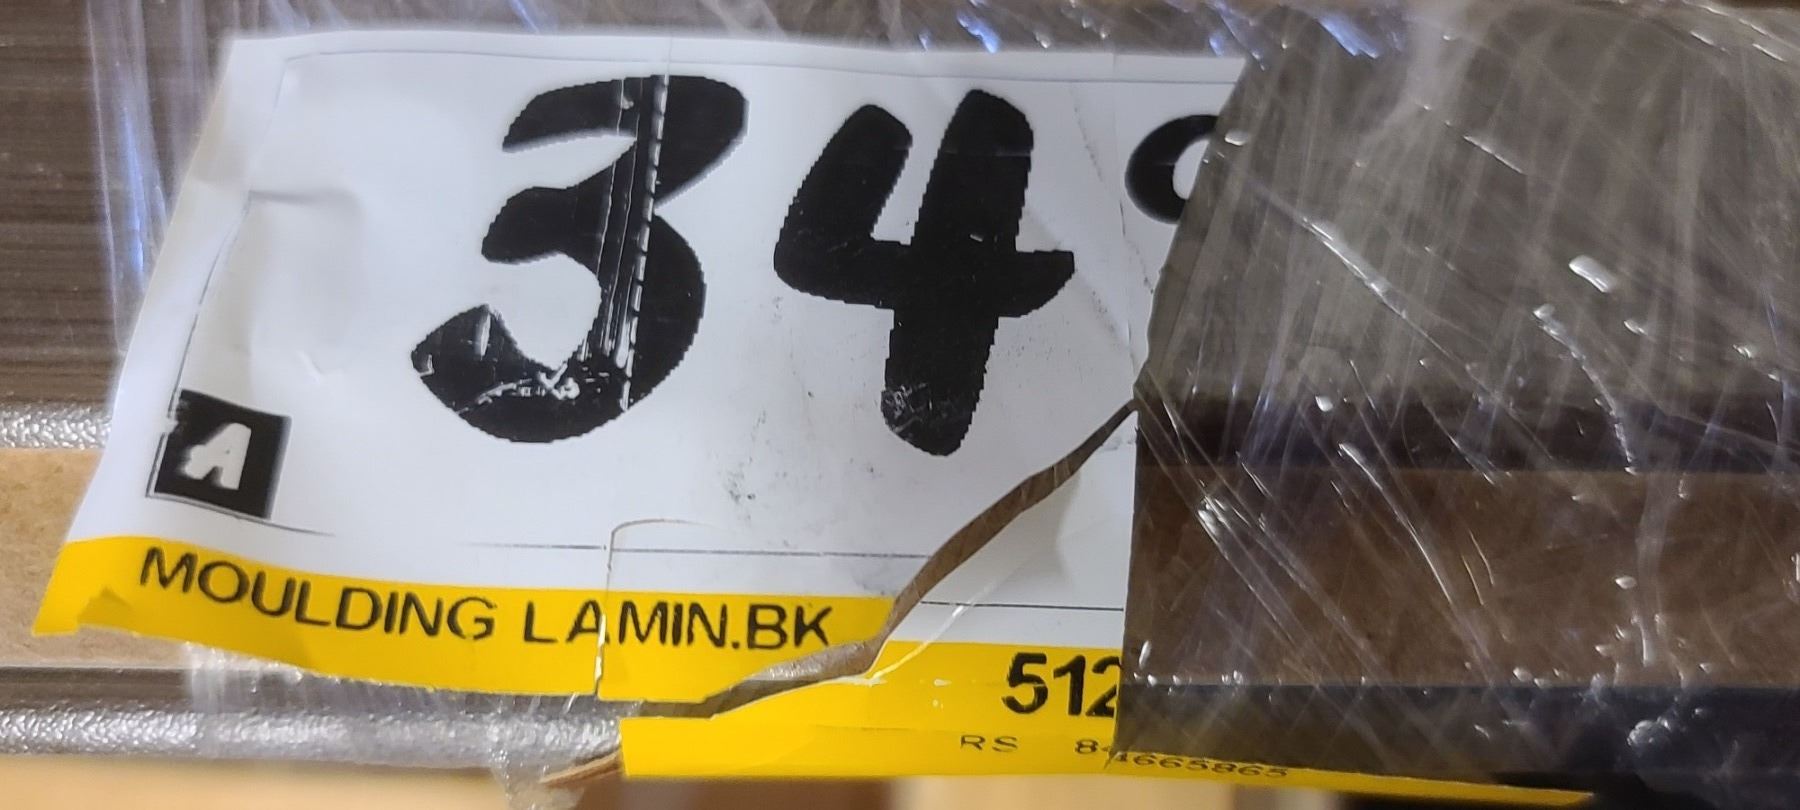 34
A
MOULDING LAMIN.BK
512
RS